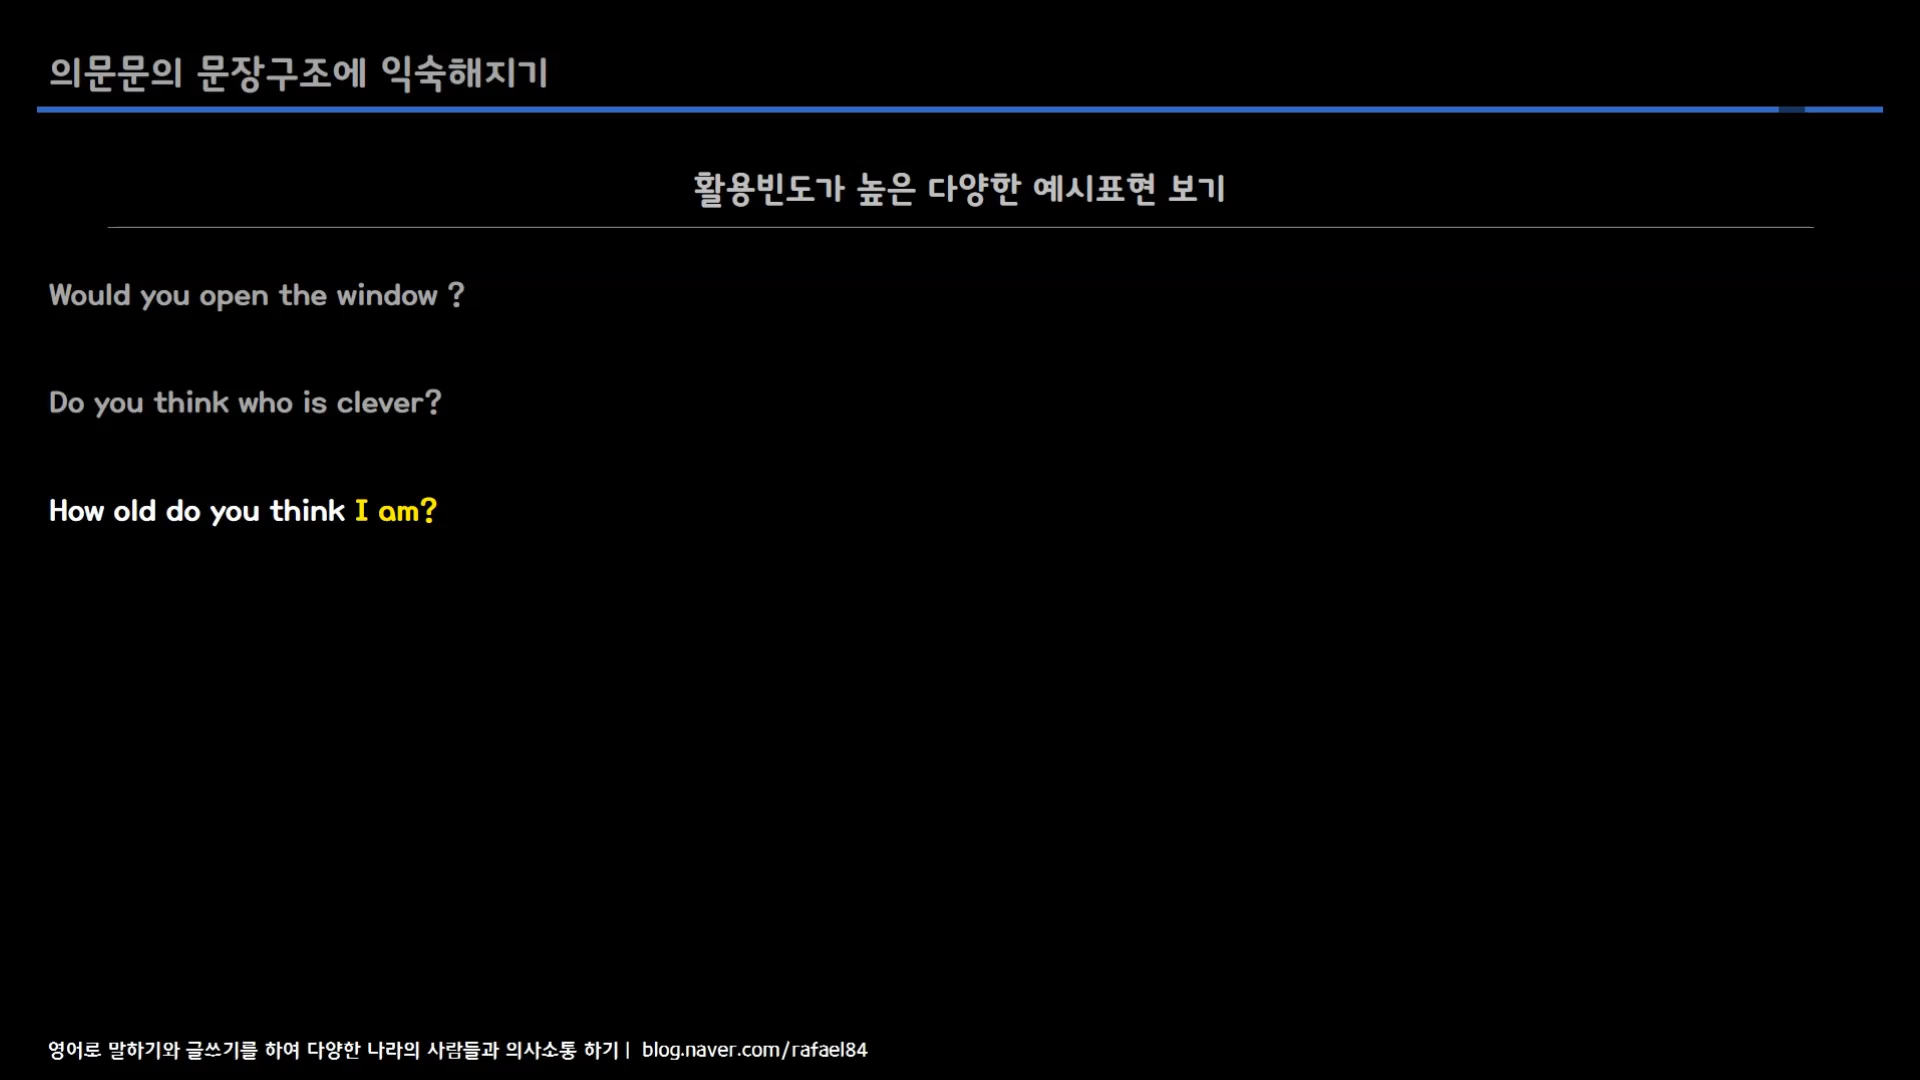 의문문의 문장구조에 익숙해지기
활용빈도가 높은 다양한 예시표현 보기
Would you open the window ?
Do you think who is clever?
How old do you think I am?
영어로 말하기와 글쓰기를 하여 다양한 나라의 사람들과 의사소통 하기 | blog.naver.com/rafael84